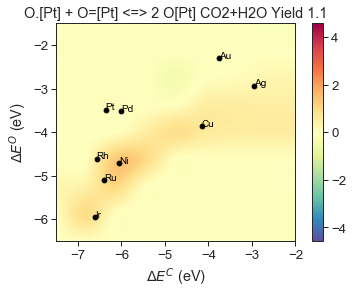 O.[Pt] + O=[Pt] <=> 2 O[Pt] CO2+H2O Yield 1.1
−2
−3
−4
−5
−6
ΔE^O (eV)
Au
Ag
Pt
Pd
Cu
Rh
Ni
Ru
Ir
−7
−6
−5
−4
−3
−2
ΔE^C (eV)
4
2
0
−2
−4